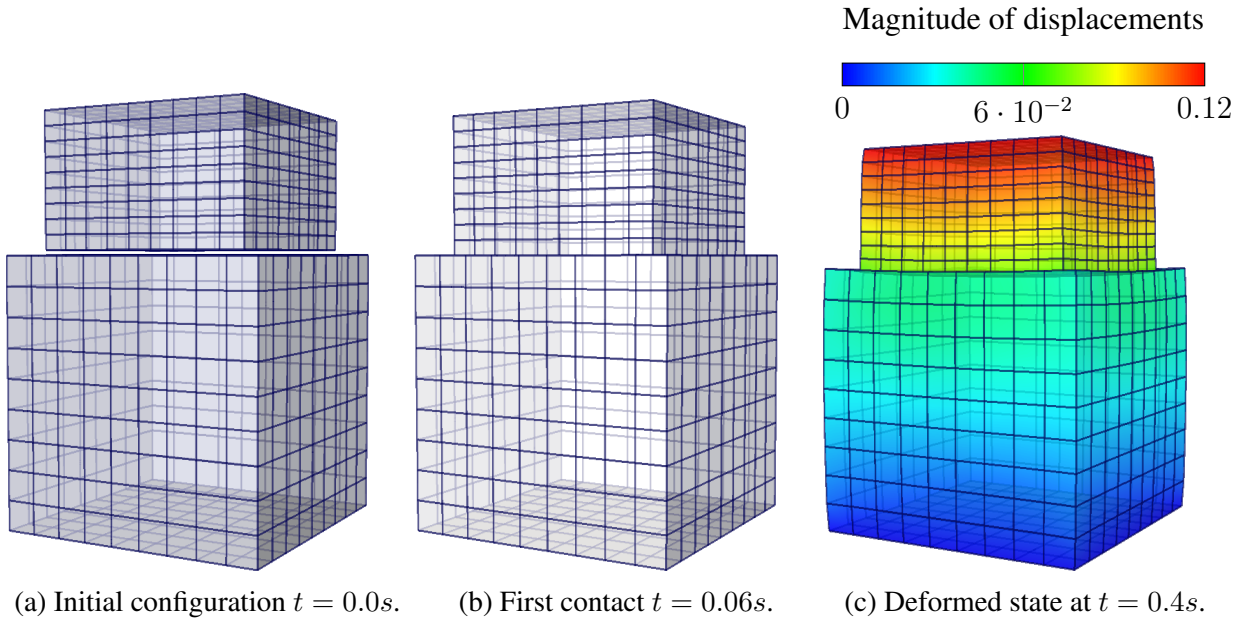 Magnitude of displacements
0 6 · 10⁻² 0.12
(a) Initial configuration t = 0.0s. (b) First contact t = 0.06s. (c) Deformed state at t = 0.4s.